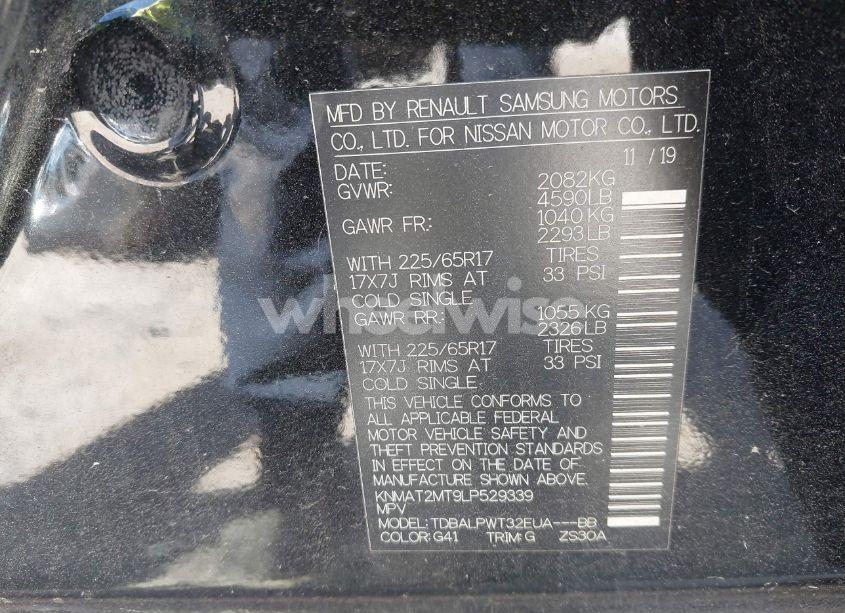 MFD BY RENAULT SAMSUNG MOTORS
CO., LTD. FOR NISSAN MOTOR CO., LTD.
DATE: 11 / 19
GVWR: 2082KG
4590LB
GAWR FR: 1040KG
2293LB
WITH 225/65R17 TIRES
17X7J RIMS AT 33 PSI
COLD SINGLE
GAWR RR: 1055KG
2326LB
WITH 225/65R17 TIRES
17X7J RIMS AT 33 PSI
COLD SINGLE
THIS VEHICLE CONFORMS TO
ALL APPLICABLE FEDERAL
MOTOR VEHICLE SAFETY AND
THEFT PREVENTION STANDARDS
IN EFFECT ON THE DATE OF
MANUFACTURE SHOWN ABOVE.
KNMAT2MT9LP529339
MPV
MODEL: TDBALPWT32EUA---BB
COLOR: G41 TRIM: G ZS30A